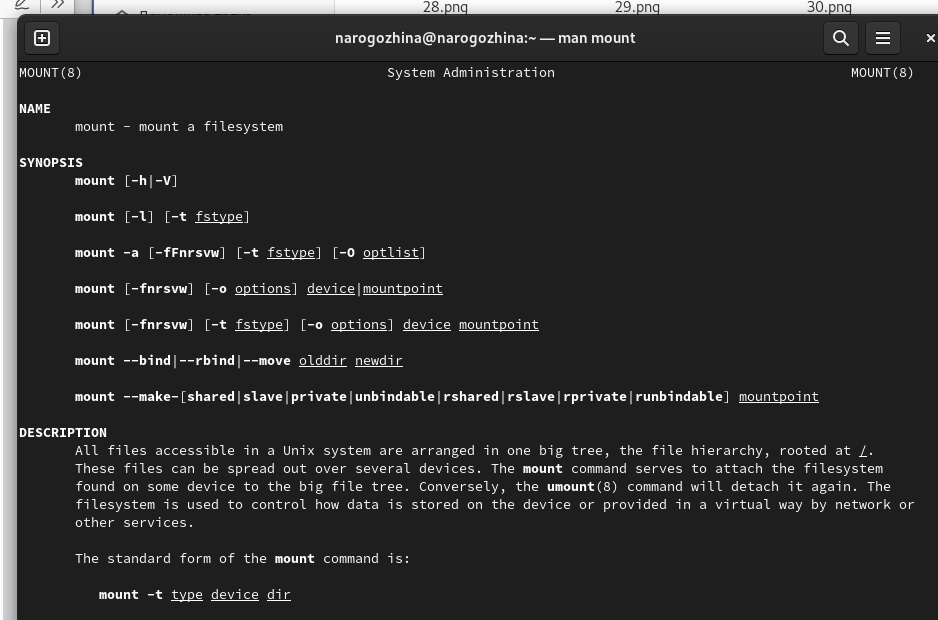 28.png 29.png 30.png
narogozhina@narogozhina:~ — man mount
MOUNT(8) System Administration MOUNT(8)
NAME
mount - mount a filesystem
SYNOPSIS
mount [-h|-V]
mount [-l] [-t fstype]
mount -a [-fFnrsvw] [-t fstype] [-O optlist]
mount [-fnrsvw] [-o options] device|mountpoint
mount [-fnrsvw] [-t fstype] [-o options] device mountpoint
mount --bind|--rbind|--move olddir newdir
mount --make-[shared|slave|private|unbindable|rshared|rslave|rprivate|runbindable] mountpoint
DESCRIPTION
All files accessible in a Unix system are arranged in one big tree, the file hierarchy, rooted at /.
These files can be spread out over several devices. The mount command serves to attach the filesystem
found on some device to the big file tree. Conversely, the umount(8) command will detach it again. The
filesystem is used to control how data is stored on the device or provided in a virtual way by network or
other services.
The standard form of the mount command is:
mount -t type device dir